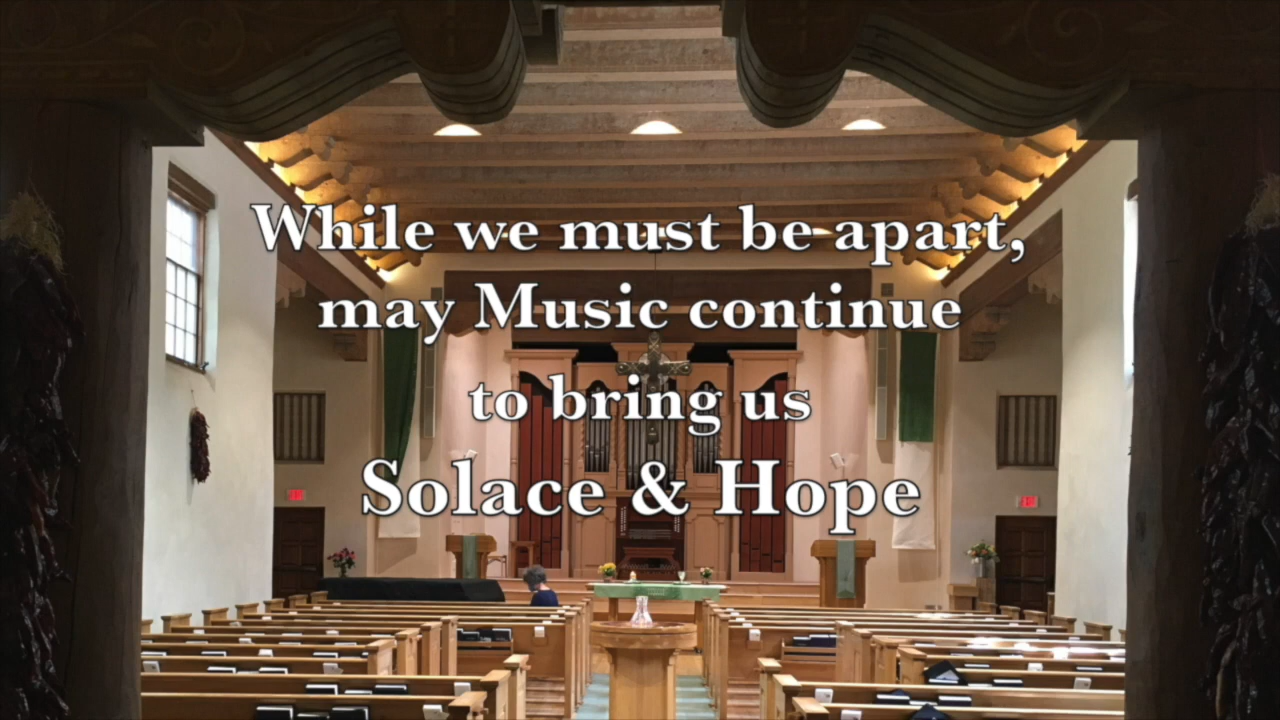 While we must be apart,
may Music continue
to bring us
Solace & Hope